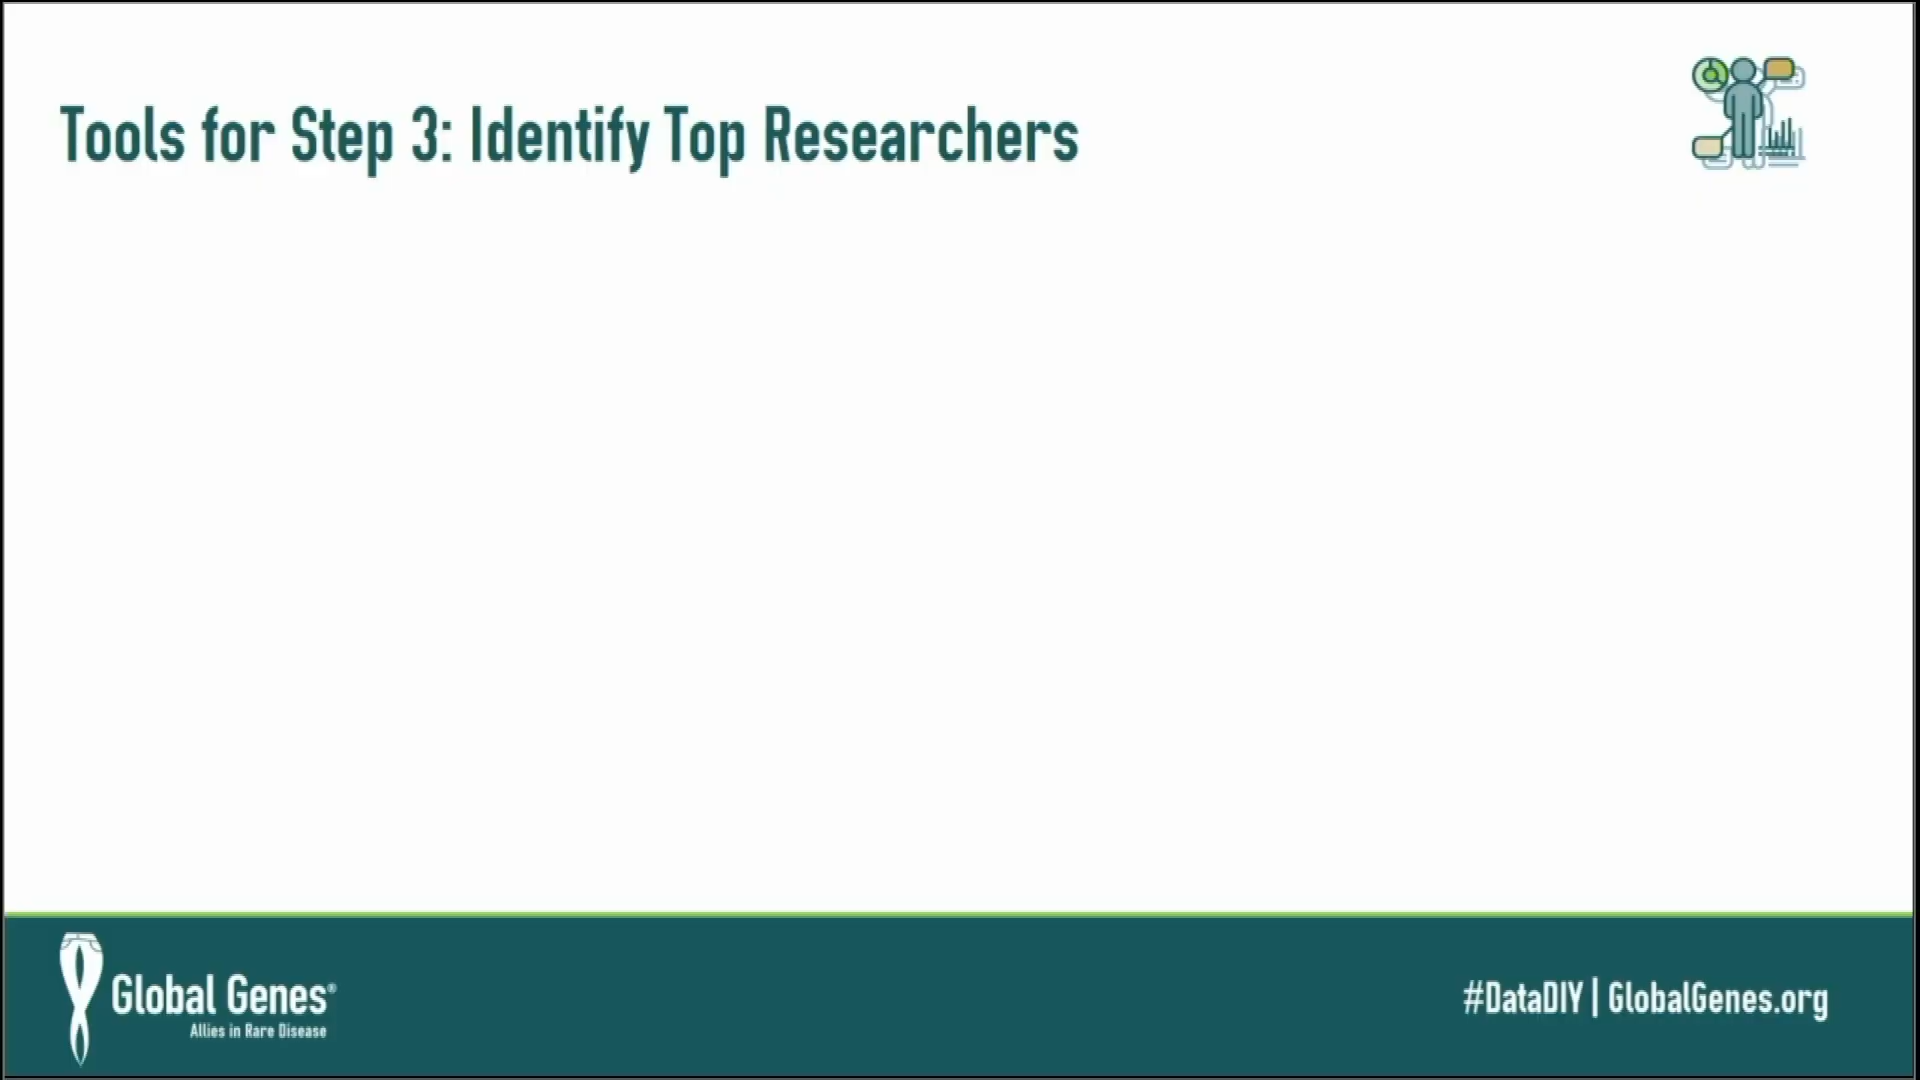 Tools for Step 3: Identify Top Researchers
Global Genes®
Allies in Rare Disease
#DataDIY | GlobalGenes.org